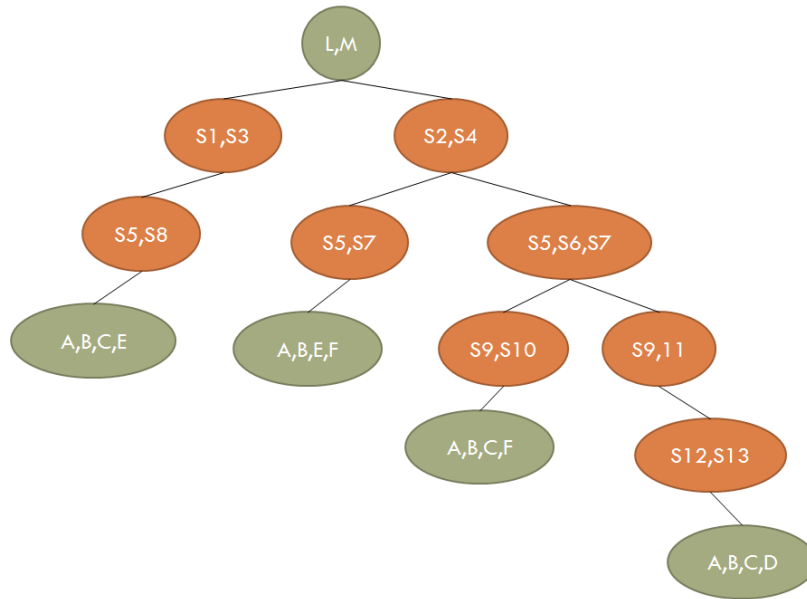 L,M
S1,S3
S2,S4
S5,S8
S5,S7
S5,S6,S7
A,B,C,E
A,B,E,F
S9,S10
S9,11
A,B,C,F
S12,S13
A,B,C,D